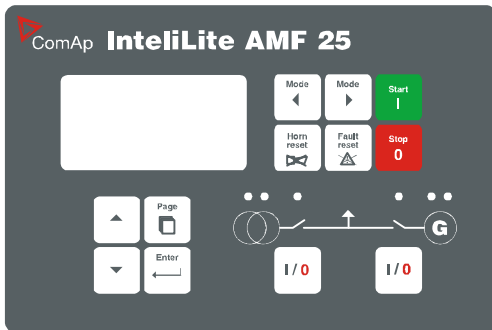 ComAp InteliLite AMF 25
Mode
Mode
Start
I
Horn
reset
Fault
reset
Stop
0
Page
Enter
G
I/0
I/0